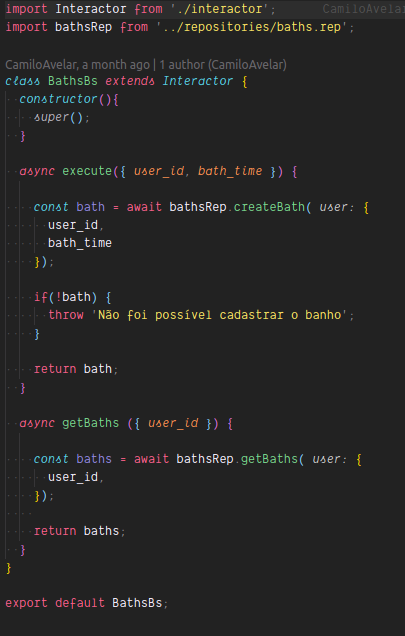 import Interactor from './interactor'; CamiloAvelar
import bathsRep from '../repositories/baths.rep';
CamiloAvelar, a month ago | 1 author (CamiloAvelar)
class BathsBs extends Interactor {
constructor(){
super();
}
async execute({ user_id, bath_time }) {
const bath = await bathsRep.createBath( user: {
user_id,
bath_time
});
if(!bath) {
throw 'Não foi possível cadastrar o banho';
}
return bath;
}
async getBaths ({ user_id }) {
const baths = await bathsRep.getBaths( user: {
user_id,
});
return baths;
}
}
export default BathsBs;